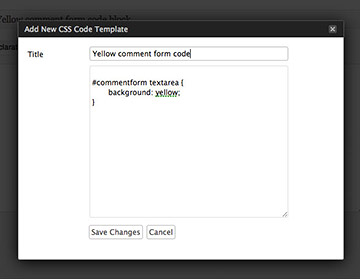 Yellow comment form code block
Add New CSS Code Template
Title
Yellow comment form code
#commentform textarea {
background: yellow;
}
Save Changes
Cancel